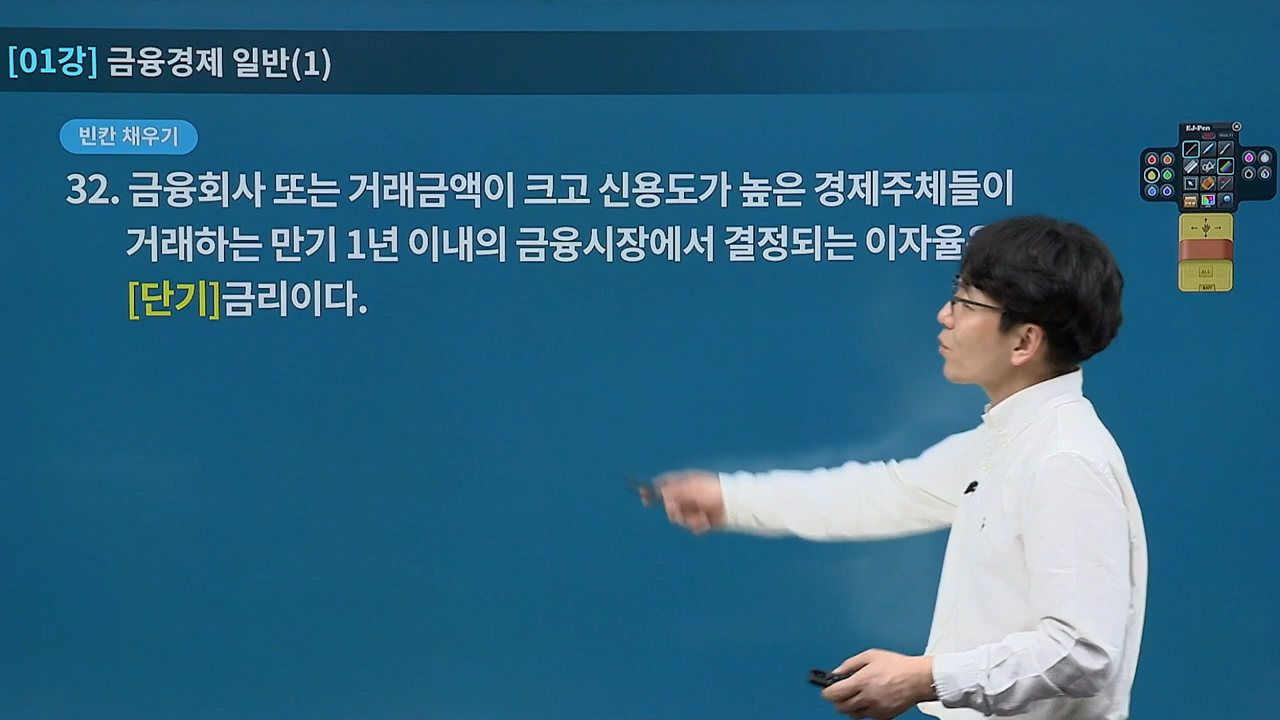 [01강] 금융경제 일반(1)
빈칸 채우기
32. 금융회사 또는 거래금액이 크고 신용도가 높은 경제주체들이
거래하는 만기 1년 이내의 금융시장에서 결정되는
[단기]금리이다.
EJ-Pen
ALL